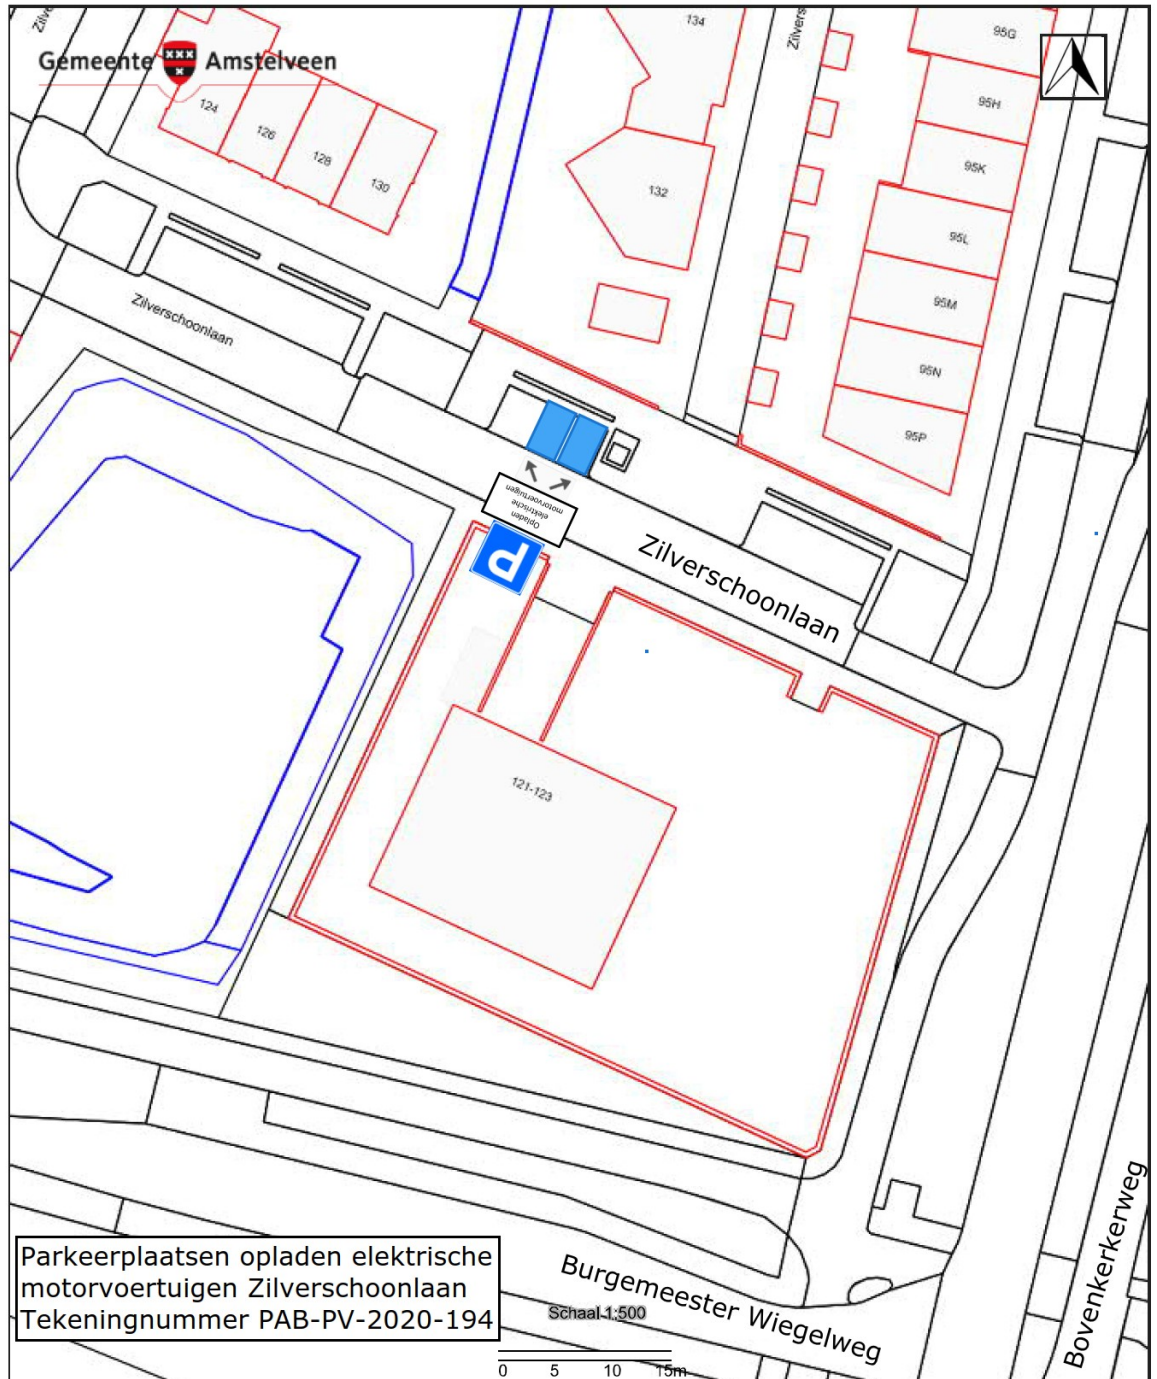 Zilve
Zilvers
134
95G
Gemeente Amstelveen
124
126
128
130
95H
95K
132
95L
95M
Zilverschoonlaan
95N
95P
Opladen
elektrische
motorvoertuigen
P
Zilverschoonlaan
121-123
Parkeerplaatsen opladen elektrische
motorvoertuigen Zilverschoonlaan
Tekeningnummer PAB-PV-2020-194
Burgemeester Wiegelweg
Bovenkerkerweg
Schaal 1:500
0 5 10 15m